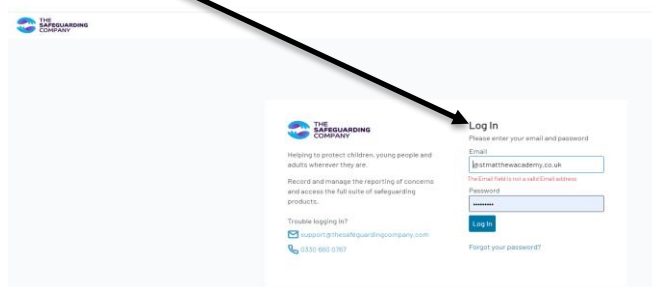 THE
SAFEGUARDING
COMPANY
THE
SAFEGUARDING
COMPANY
Helping to protect children, young people and
adults wherever they are.
Record and manage the reporting of concerns
and access the full suite of safeguarding
products.
Trouble logging in?
support@thesafeguardingcompany.com
0330 660 0767
Log In
Please enter your email and password
Email
@stmatthewacademy.co.uk
The Email field is not a valid Email address
Password
Log In
Forgot your password?